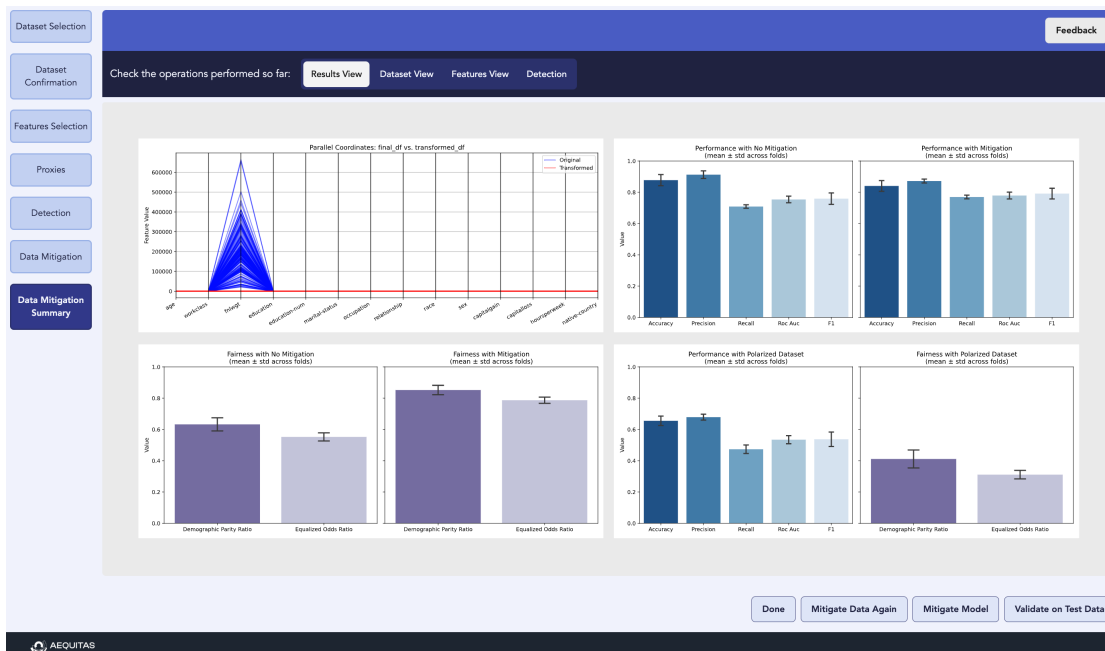 Dataset Selection
Dataset
Confirmation
Features Selection
Proxies
Detection
Data Mitigation
Data Mitigation
Summary
Feedback
Check the operations performed so far:
Results View
Dataset View
Features View
Detection
Parallel Coordinates: final_df vs. transformed_df
Original
Transformed
Feature Value
600000
500000
400000
300000
200000
100000
0
age
workclass
fnlwgt
education
education-num
marital-status
occupation
relationship
race
sex
capitalgain
capitalloss
hoursperweek
native-country
Performance with No Mitigation
(mean ± std across folds)
Value
1.0
0.8
0.6
0.4
0.2
0.0
Accuracy
Precision
Recall
Roc Auc
F1
Performance with Mitigation
(mean ± std across folds)
Accuracy
Precision
Recall
Roc Auc
F1
Fairness with No Mitigation
(mean ± std across folds)
Value
1.0
0.8
0.6
0.4
0.2
0.0
Demographic Parity Ratio
Equalized Odds Ratio
Fairness with Mitigation
(mean ± std across folds)
Demographic Parity Ratio
Equalized Odds Ratio
Performance with Polarized Dataset
(mean ± std across folds)
Value
1.0
0.8
0.6
0.4
0.2
0.0
Accuracy
Precision
Recall
Roc Auc
F1
Fairness with Polarized Dataset
(mean ± std across folds)
Demographic Parity Ratio
Equalized Odds Ratio
Done
Mitigate Data Again
Mitigate Model
Validate on Test Data
AEQUITAS